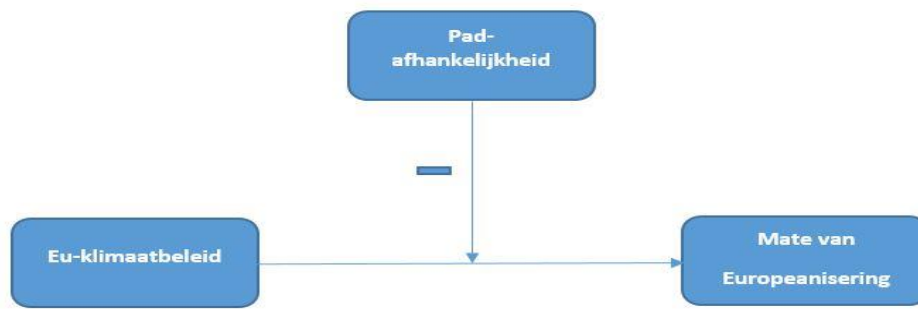 Pad-
afhankelijkheid
Eu-klimaatbeleid
Mate van
Europeanisering